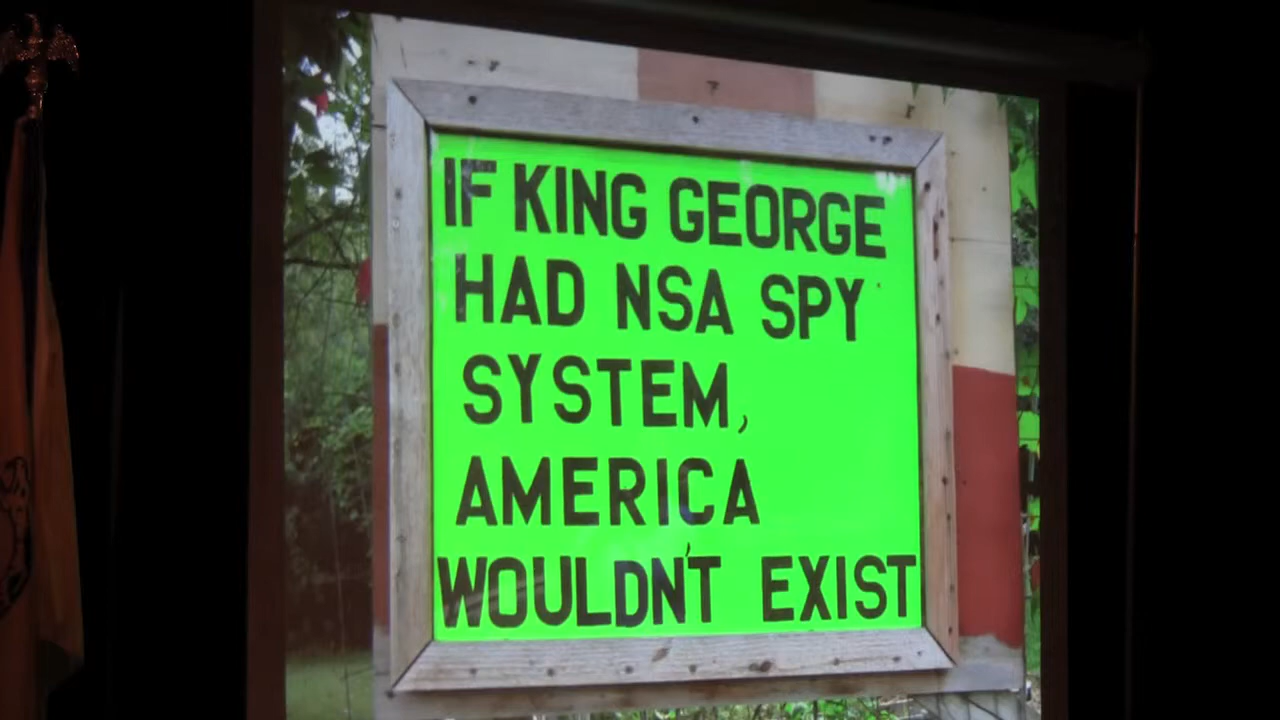 IF KING GEORGE
HAD NSA SPY
SYSTEM,
AMERICA
WOULDN'T EXIST